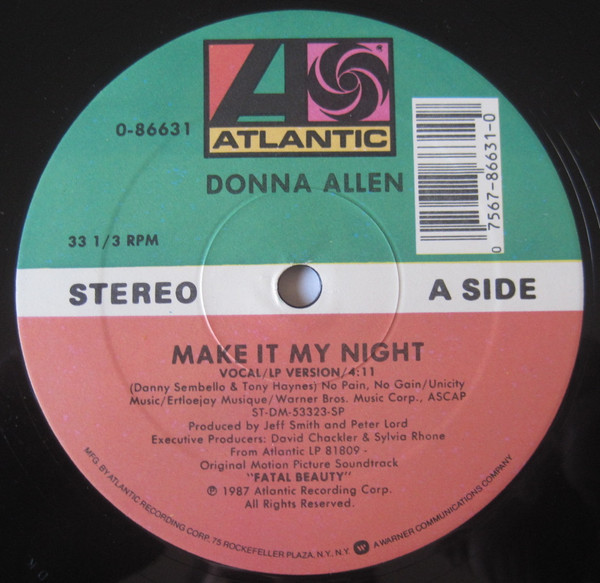 ATLANTIC
0-86631
DONNA ALLEN
0 7567-86631-0
33 1/3 RPM
STEREO
A SIDE
MAKE IT MY NIGHT
VOCAL/LP VERSION/4:11
(Danny Sembello & Tony Haynes) No Pain, No Gain/Unicity
Music/Ertloejay Musique/Warner Bros. Music Corp., ASCAP
ST-DM-53323-SP
Produced by Jeff Smith and Peter Lord
Executive Producers: David Chackler & Sylvia Rhone
From Atlantic LP 81809 -
Original Motion Picture Soundtrack
"FATAL BEAUTY"
℗ 1987 Atlantic Recording Corp.
All Rights Reserved.
MFG. BY ATLANTIC RECORDING CORP. 75 ROCKEFELLER PLAZA, N.Y. N.Y. A WARNER COMMUNICATIONS COMPANY